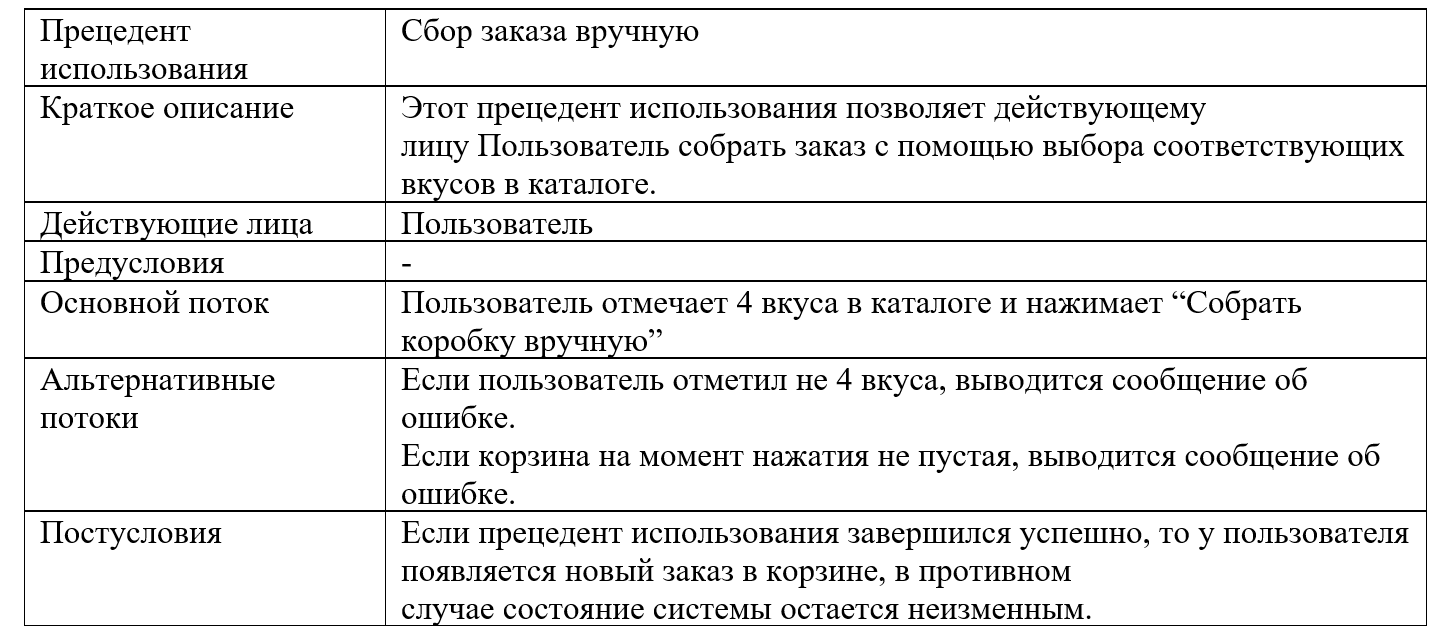 Прецедент
использования
Сбор заказа вручную
Краткое описание
Этот прецедент использования позволяет действующему
лицу Пользователь собрать заказ с помощью выбора соответствующих
вкусов в каталоге.
Действующие лица
Пользователь
Предусловия
-
Основной поток
Пользователь отмечает 4 вкуса в каталоге и нажимает “Собрать
коробку вручную”
Альтернативные
потоки
Если пользователь отметил не 4 вкуса, выводится сообщение об
ошибке.
Если корзина на момент нажатия не пустая, выводится сообщение об
ошибке.
Постусловия
Если прецедент использования завершился успешно, то у пользователя
появляется новый заказ в корзине, в противном
случае состояние системы остается неизменным.